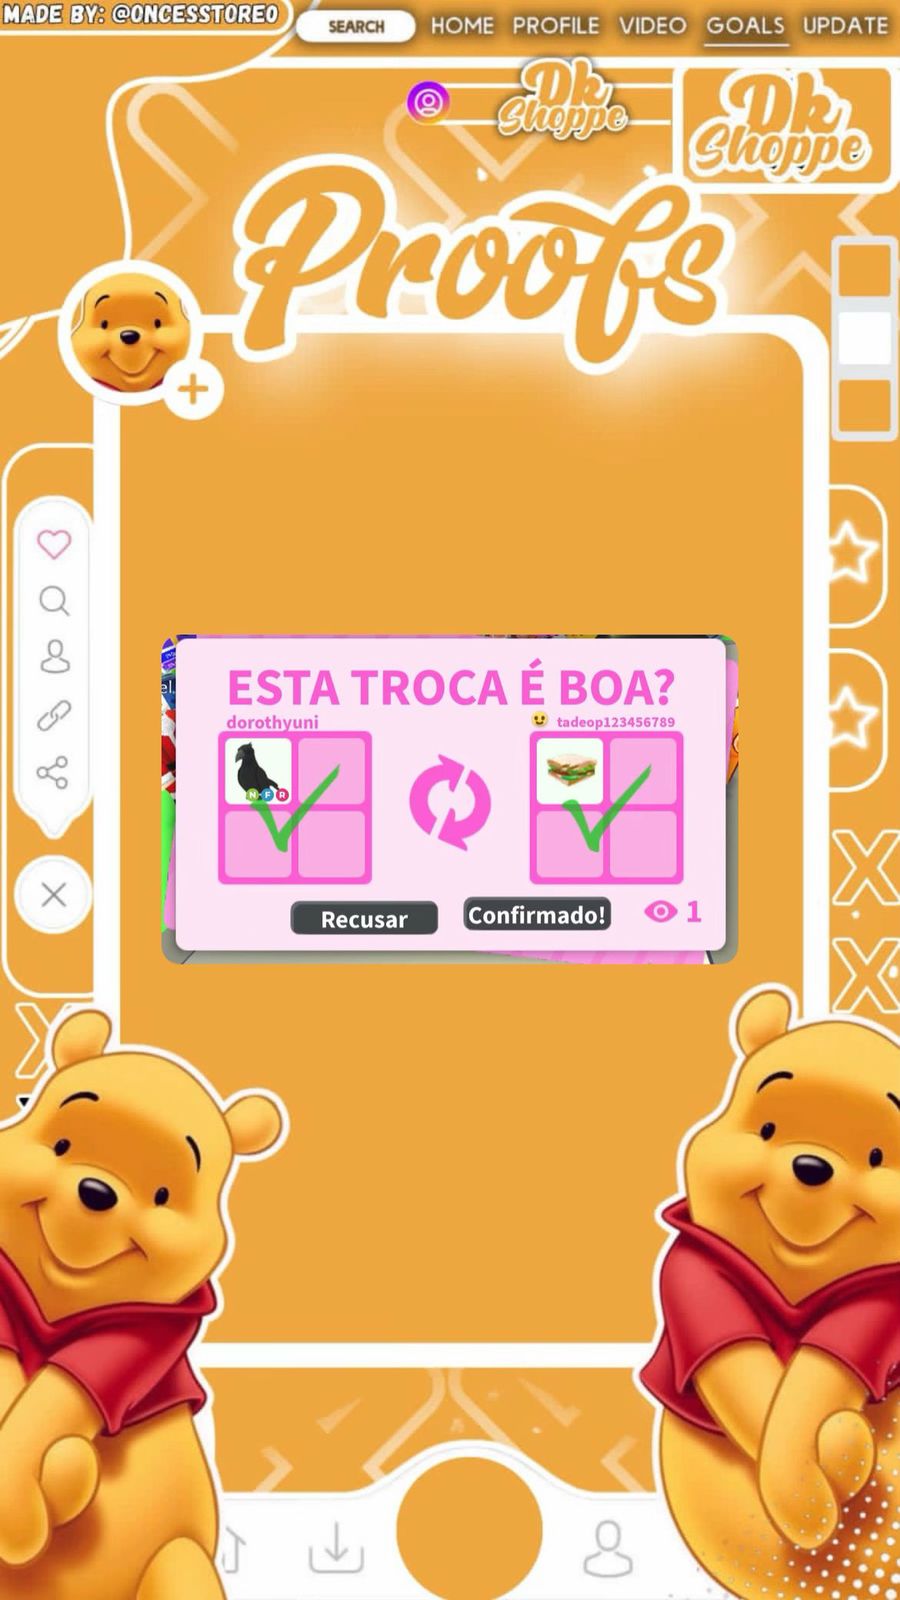 MADE BY: @ONCESSTOREO
SEARCH HOME PROFILE VIDEO GOALS UPDATE
Dk
Shoppe
Dk
Shoppe
Proofs
ESTA TROCA É BOA?
dorothyuni
tadeop123456789
N F R
Recusar
Confirmado!
1